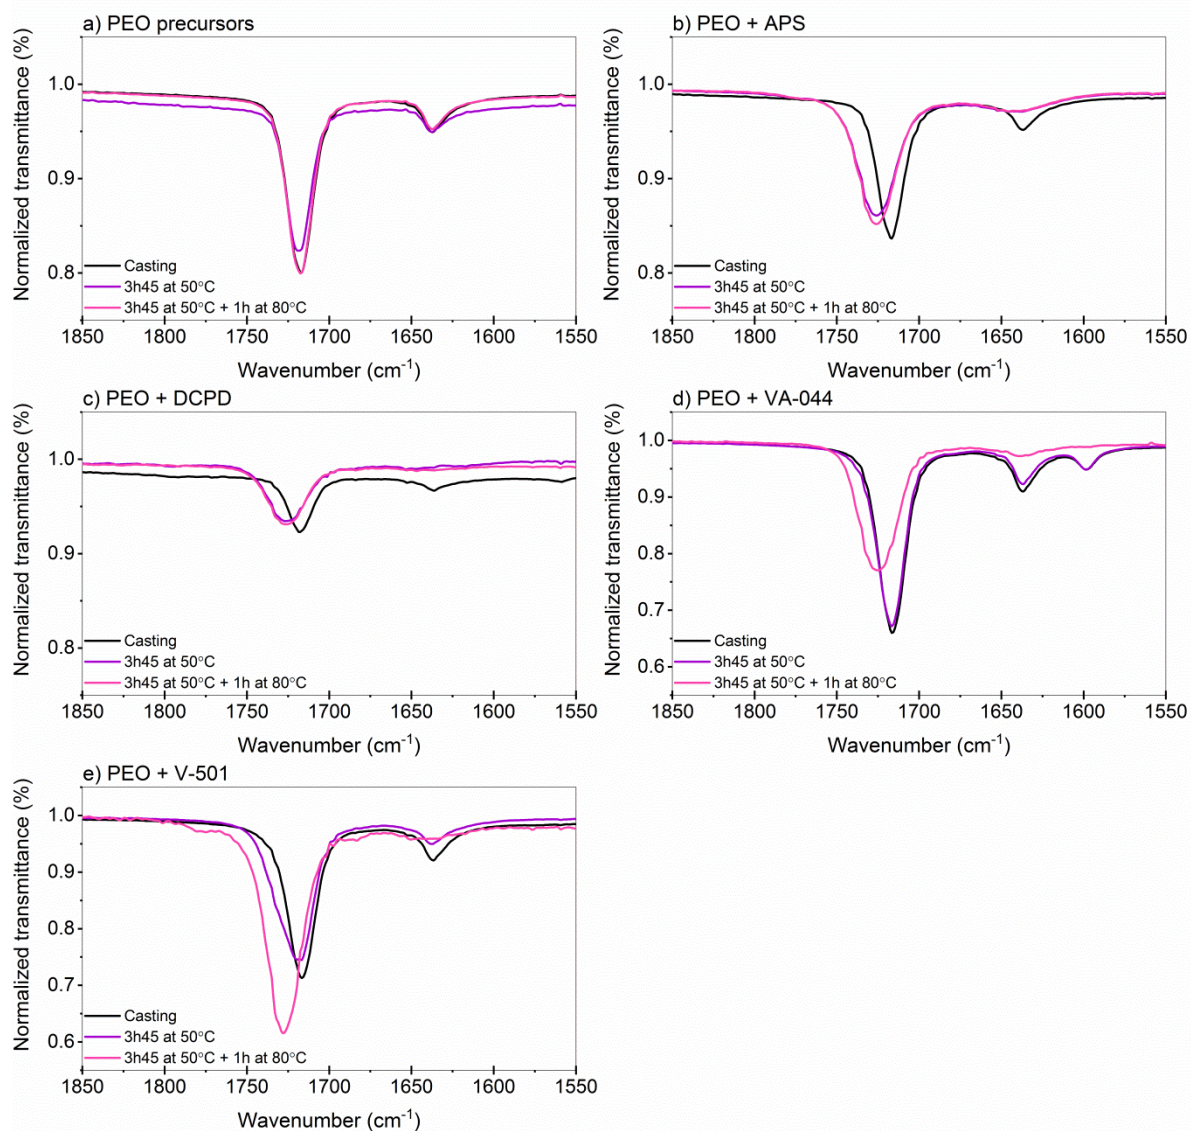 a) PEO precursors
Normalized transmittance (%)
1.0
0.9
0.8
Casting
3h45 at 50°C
3h45 at 50°C + 1h at 80°C
1850 1800 1750 1700 1650 1600 1550
Wavenumber (cm⁻¹)
b) PEO + APS
Normalized transmittance (%)
1.0
0.9
0.8
Casting
3h45 at 50°C
3h45 at 50°C + 1h at 80°C
1850 1800 1750 1700 1650 1600 1550
Wavenumber (cm⁻¹)
c) PEO + DCPD
Normalized transmittance (%)
1.0
0.9
0.8
Casting
3h45 at 50°C
3h45 at 50°C + 1h at 80°C
1850 1800 1750 1700 1650 1600 1550
Wavenumber (cm⁻¹)
d) PEO + VA-044
Normalized transmittance (%)
1.0
0.9
0.8
0.7
0.6
Casting
3h45 at 50°C
3h45 at 50°C + 1h at 80°C
1850 1800 1750 1700 1650 1600 1550
Wavenumber (cm⁻¹)
e) PEO + V-501
Normalized transmittance (%)
1.0
0.9
0.8
0.7
0.6
Casting
3h45 at 50°C
3h45 at 50°C + 1h at 80°C
1850 1800 1750 1700 1650 1600 1550
Wavenumber (cm⁻¹)